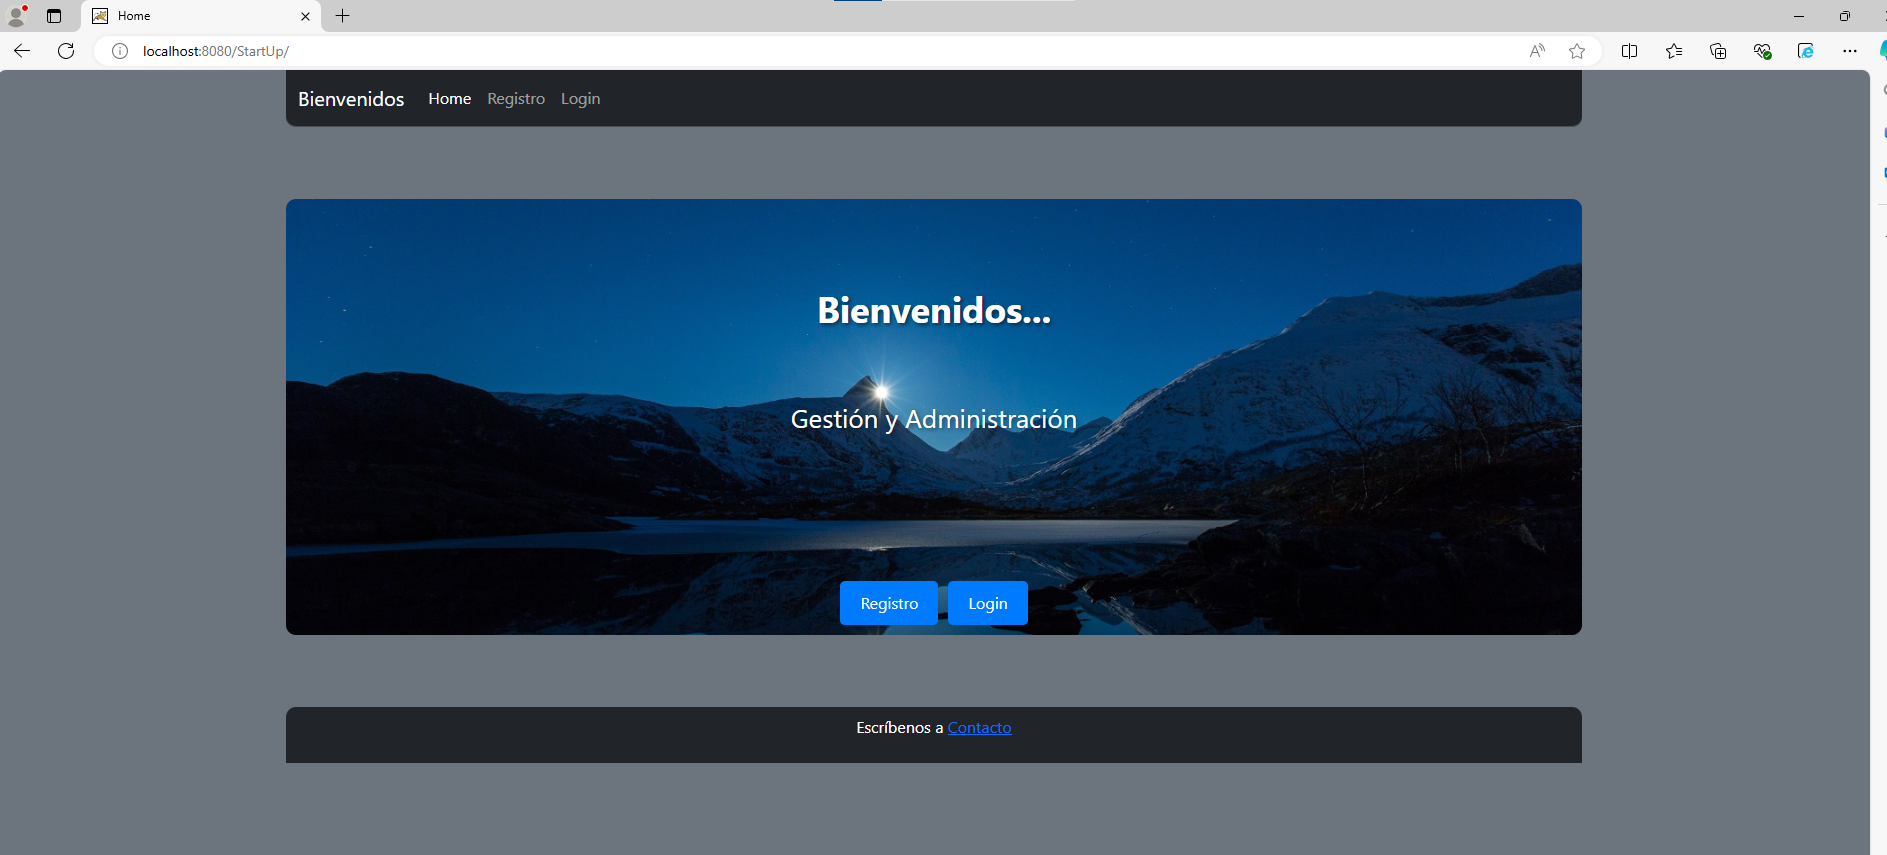 Home
localhost:8080/StartUp/
Bienvenidos Home Registro Login
Bienvenidos...
Gestión y Administración
Registro Login
Escríbenos a Contacto